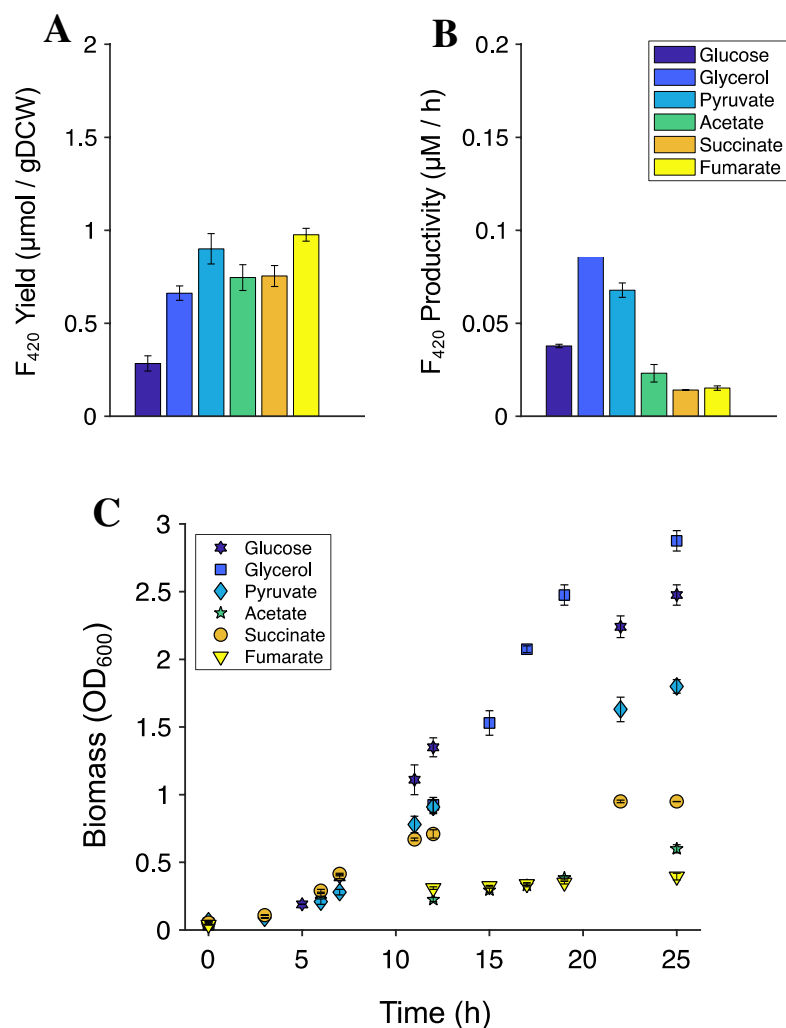 A
F420 Yield (µmol / gDCW)
2
1.5
1
0.5
0
B
F420 Productivity (µM / h)
0.2
0.15
0.1
0.05
0
Glucose
Glycerol
Pyruvate
Acetate
Succinate
Fumarate
C
Biomass (OD600)
3
2.5
2
1.5
1
0.5
0
Glucose
Glycerol
Pyruvate
Acetate
Succinate
Fumarate
0 5 10 15 20 25
Time (h)